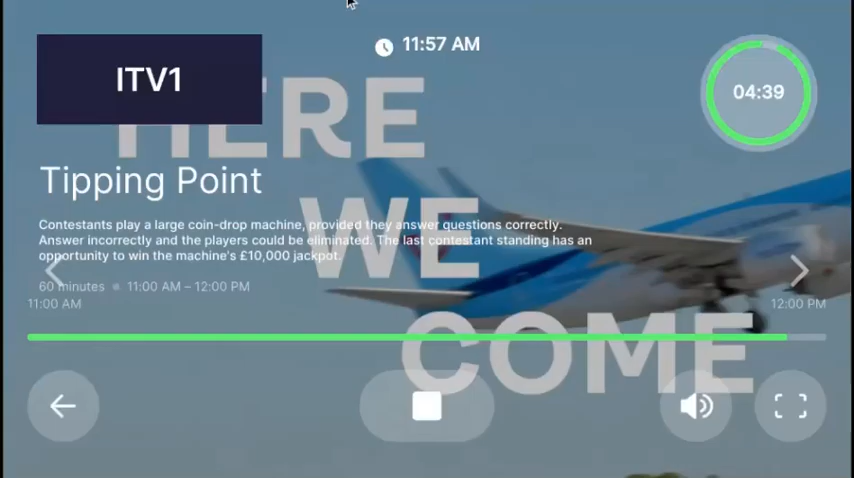 11:57 AM
ITV1
04:39
HERE
Tipping Point
WE
Contestants play a large coin-drop machine, provided they answer questions correctly.
Answer incorrectly and the players could be eliminated. The last contestant standing has an
opportunity to win the machine's £10,000 jackpot.
60 minutes • 11:00 AM – 12:00 PM
11:00 AM
12:00 PM
COME